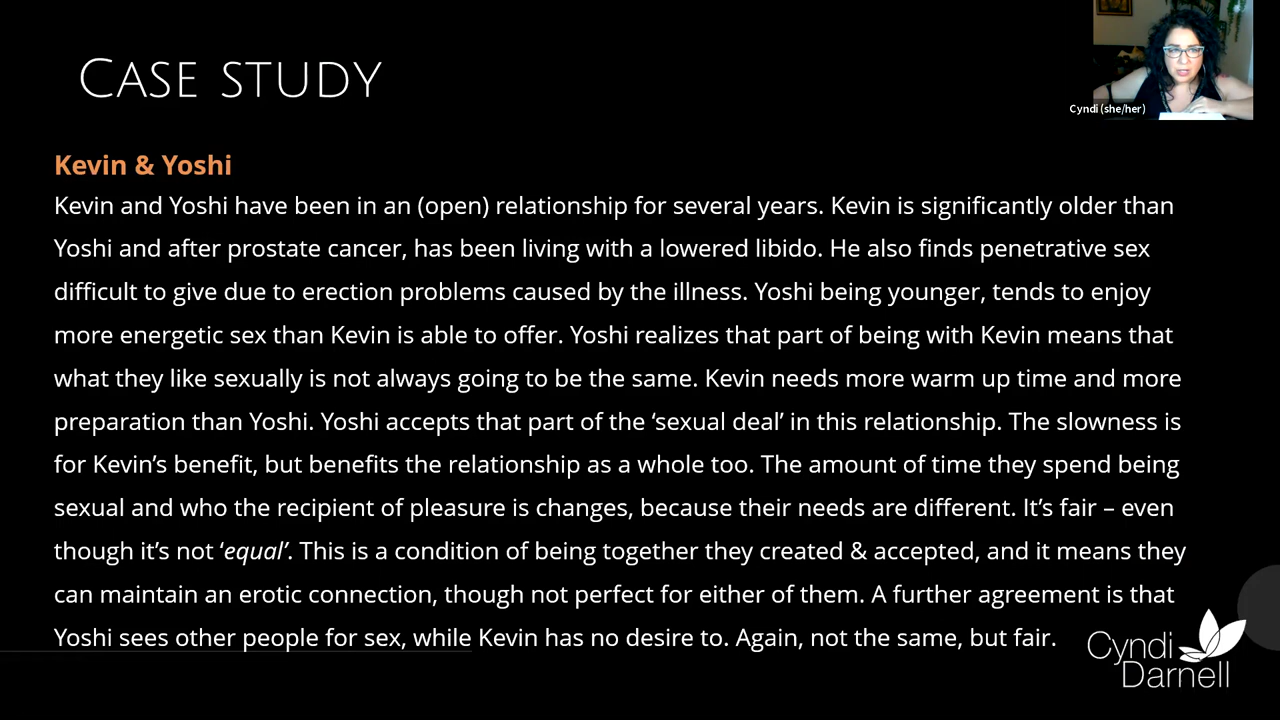 CASE STUDY
Cyndi (she/her)
Kevin & Yoshi
Kevin and Yoshi have been in an (open) relationship for several years. Kevin is significantly older than
Yoshi and after prostate cancer, has been living with a lowered libido. He also finds penetrative sex
difficult to give due to erection problems caused by the illness. Yoshi being younger, tends to enjoy
more energetic sex than Kevin is able to offer. Yoshi realizes that part of being with Kevin means that
what they like sexually is not always going to be the same. Kevin needs more warm up time and more
preparation than Yoshi. Yoshi accepts that part of the ‘sexual deal’ in this relationship. The slowness is
for Kevin’s benefit, but benefits the relationship as a whole too. The amount of time they spend being
sexual and who the recipient of pleasure is changes, because their needs are different. It’s fair – even
though it’s not ‘equal’. This is a condition of being together they created & accepted, and it means they
can maintain an erotic connection, though not perfect for either of them. A further agreement is that
Yoshi sees other people for sex, while Kevin has no desire to. Again, not the same, but fair.
Cyndi
Darnell